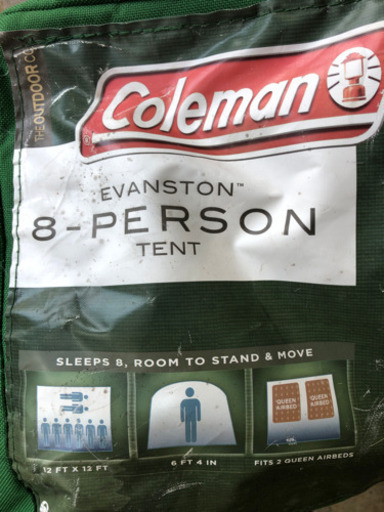 THE OUTDOOR CO
Coleman
EVANSTON™
8-PERSON
TENT
SLEEPS 8, ROOM TO STAND & MOVE
QUEEN AIRBED
QUEEN AIRBED
12 FT X 12 FT
6 FT 4 IN
FITS 2 QUEEN AIRBEDS